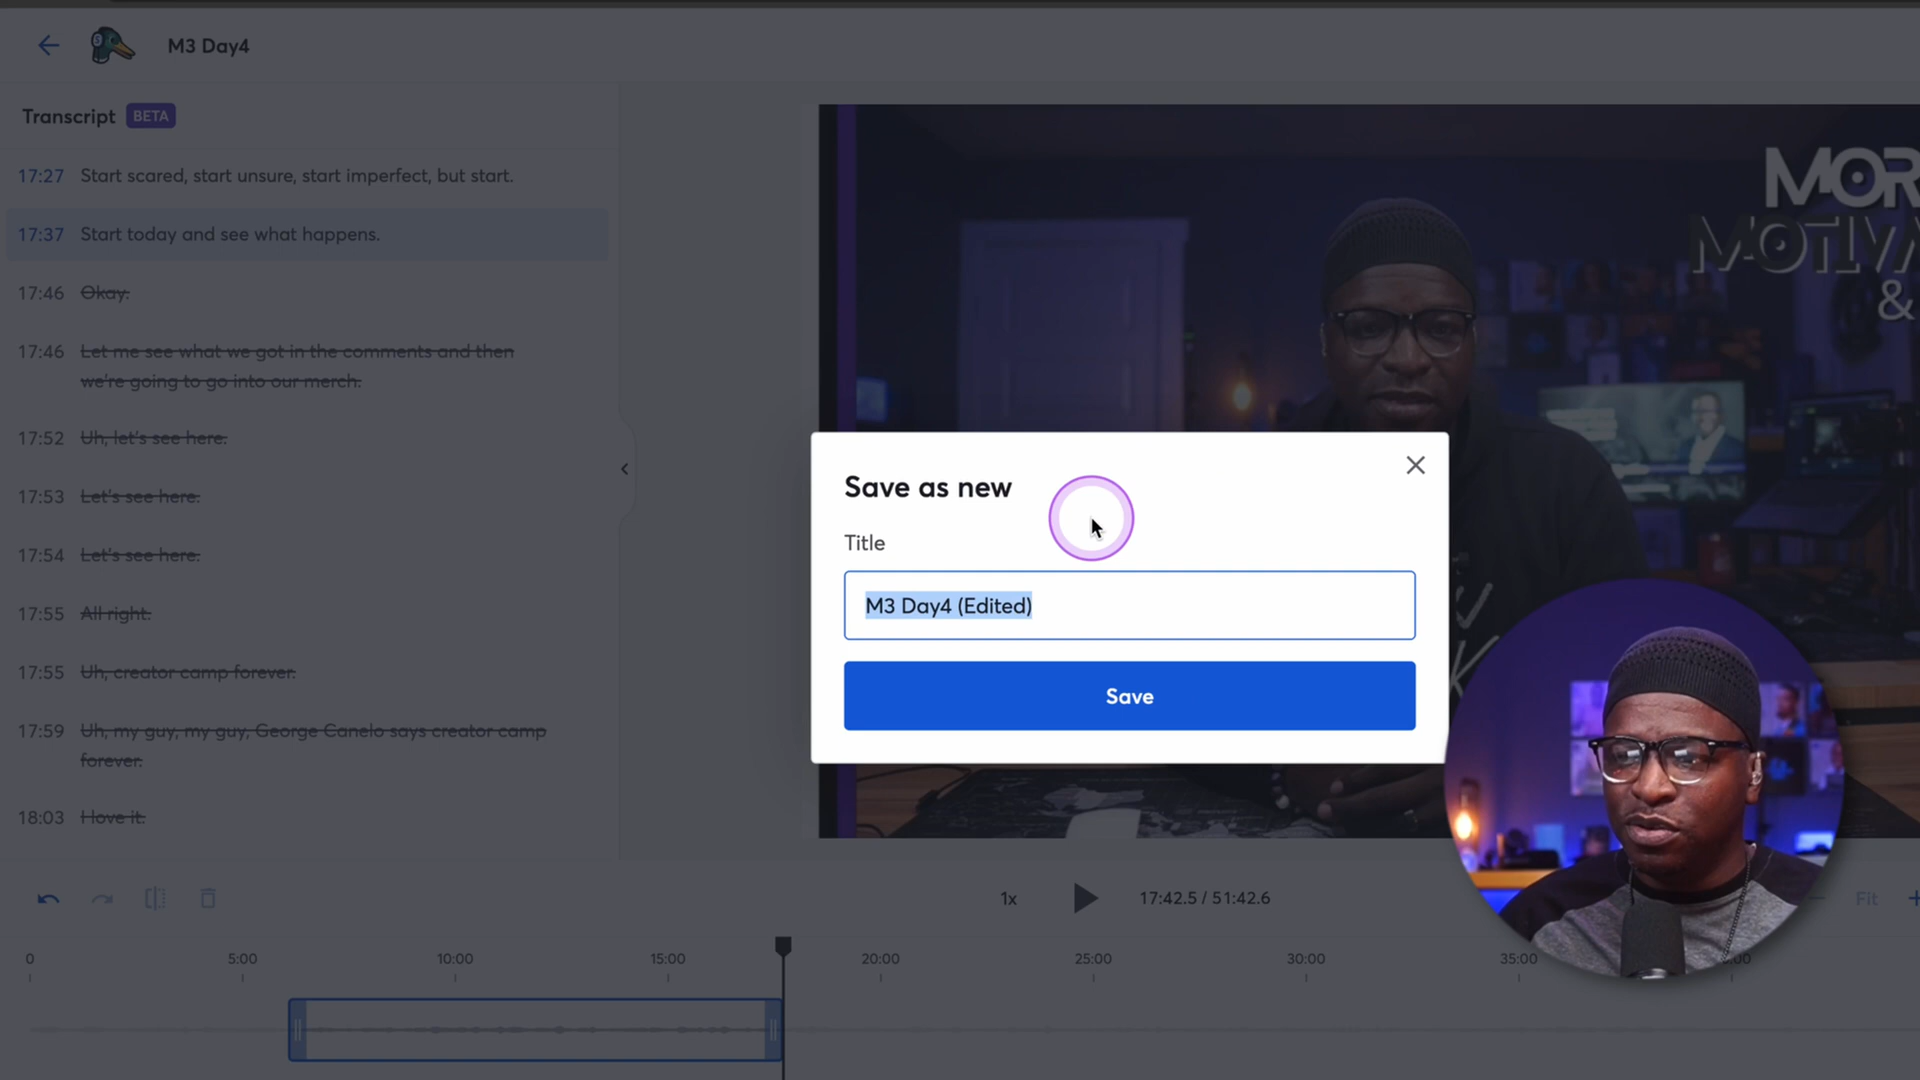 M3 Day4
Transcript BETA
17:27 Start scared, start unsure, start imperfect, but start.
17:37 Start today and see what happens.
17:46 Okay.
17:46 Let me see what we got in the comments and then
we're going to go into our merch.
17:52 Uh, let's see here.
17:53 Let's see here.
17:54 Let's see here.
17:55 All right.
17:55 Uh, creator camp forever.
17:59 Uh, my guy, my guy, George Canelo says creator camp
forever.
18:03 I love it.
MOR
MOTIVA
&
Save as new
Title
M3 Day4 (Edited)
Save
1x
17:42.5 / 51:42.6
Fit
0 5:00 10:00 15:00 20:00 25:00 30:00 35:00